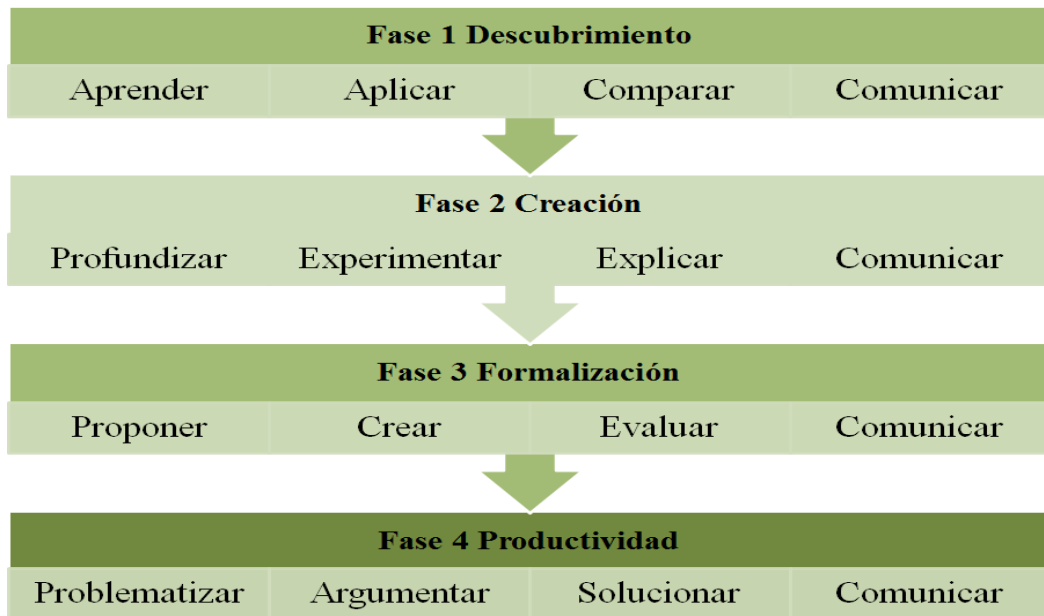 Fase 1 Descubrimiento
Aprender Aplicar Comparar Comunicar
Fase 2 Creación
Profundizar Experimentar Explicar Comunicar
Fase 3 Formalización
Proponer Crear Evaluar Comunicar
Fase 4 Productividad
Problematizar Argumentar Solucionar Comunicar